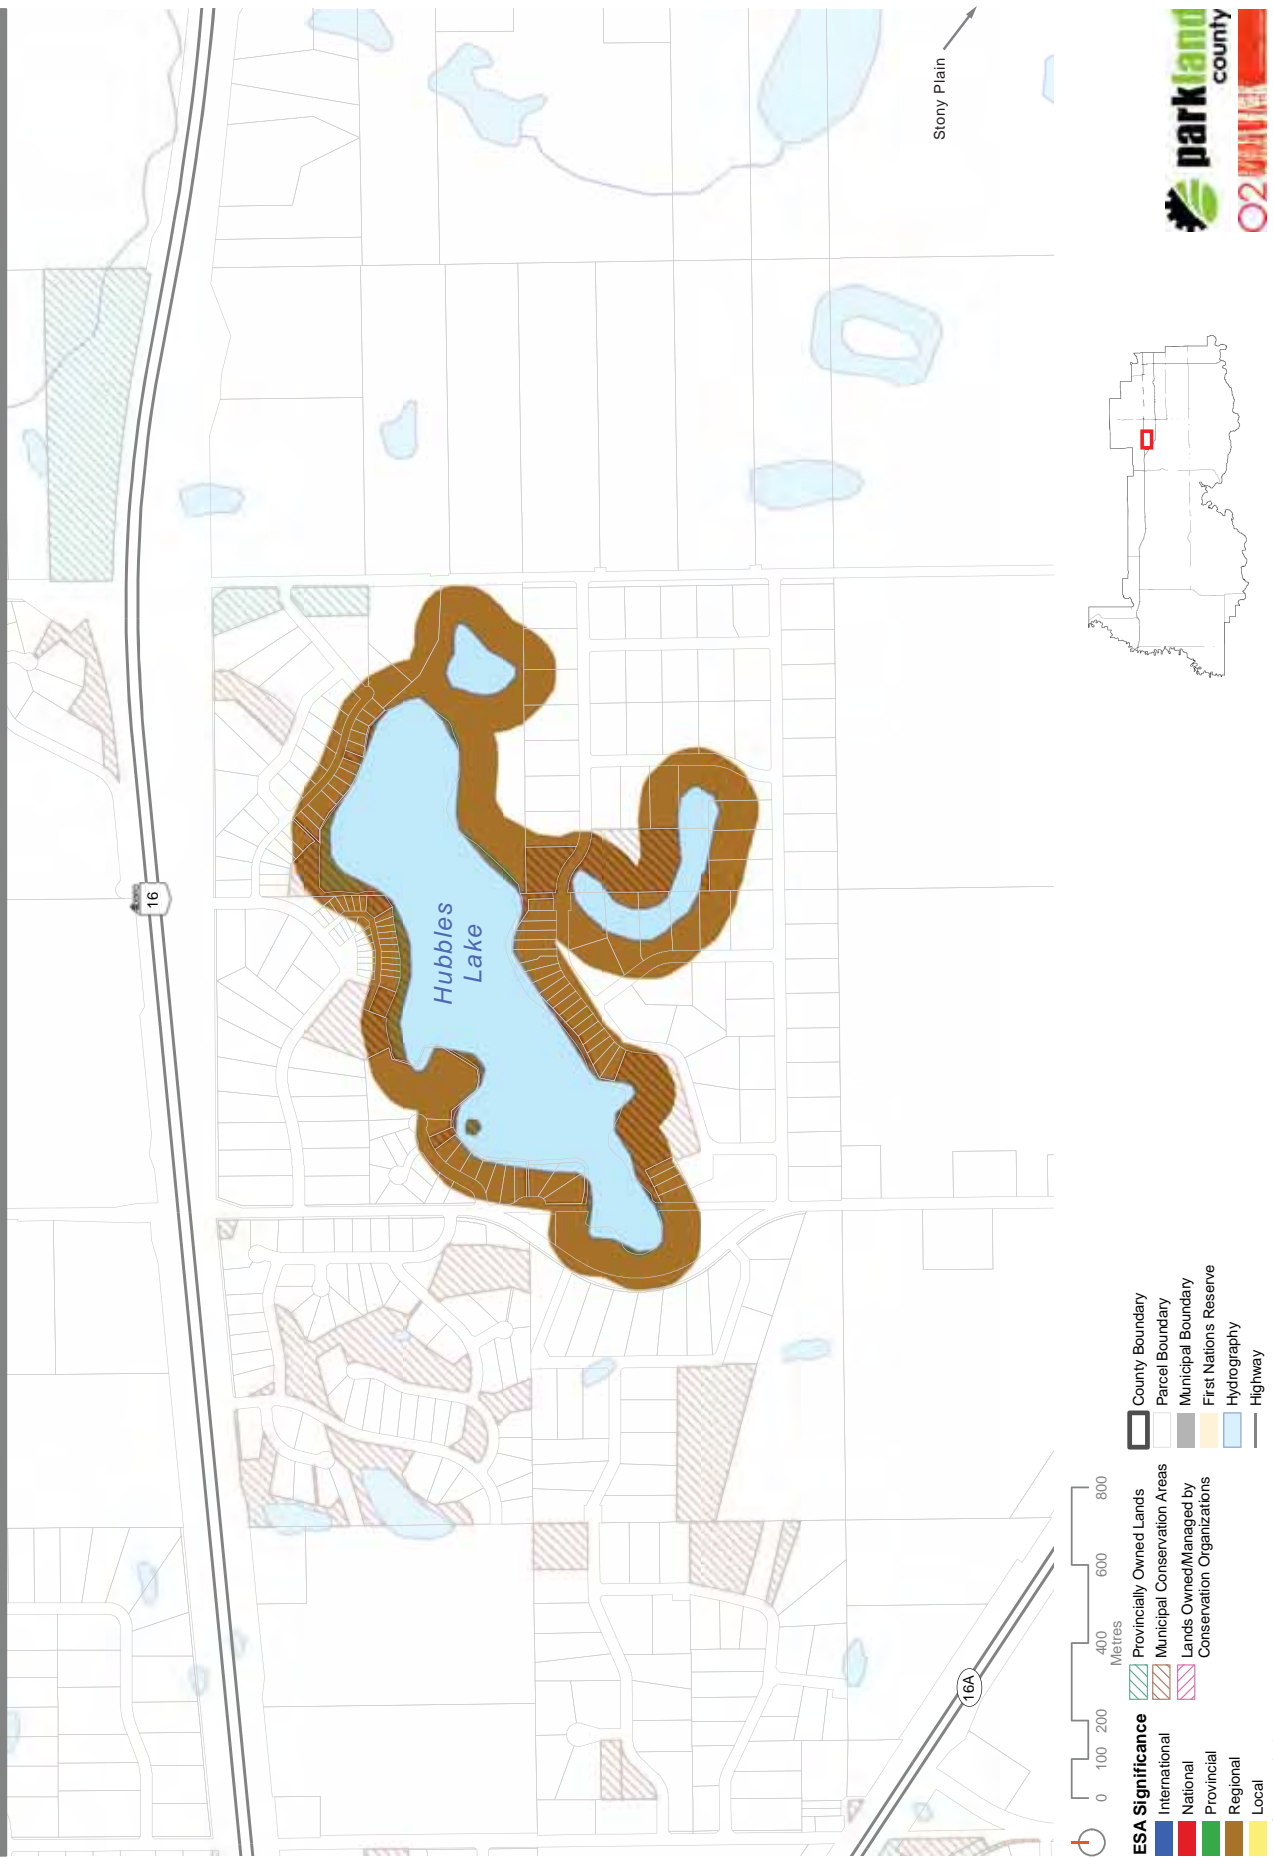 Stony Plain
parkland
county
O2
16
Hubbles
Lake
16A
0 100 200 400 600 800
Metres
ESA Significance
International
National
Provincial
Regional
Local
Provincially Owned Lands
Municipal Conservation Areas
Lands Owned/Managed by
Conservation Organizations
County Boundary
Parcel Boundary
Municipal Boundary
First Nations Reserve
Hydrography
Highway